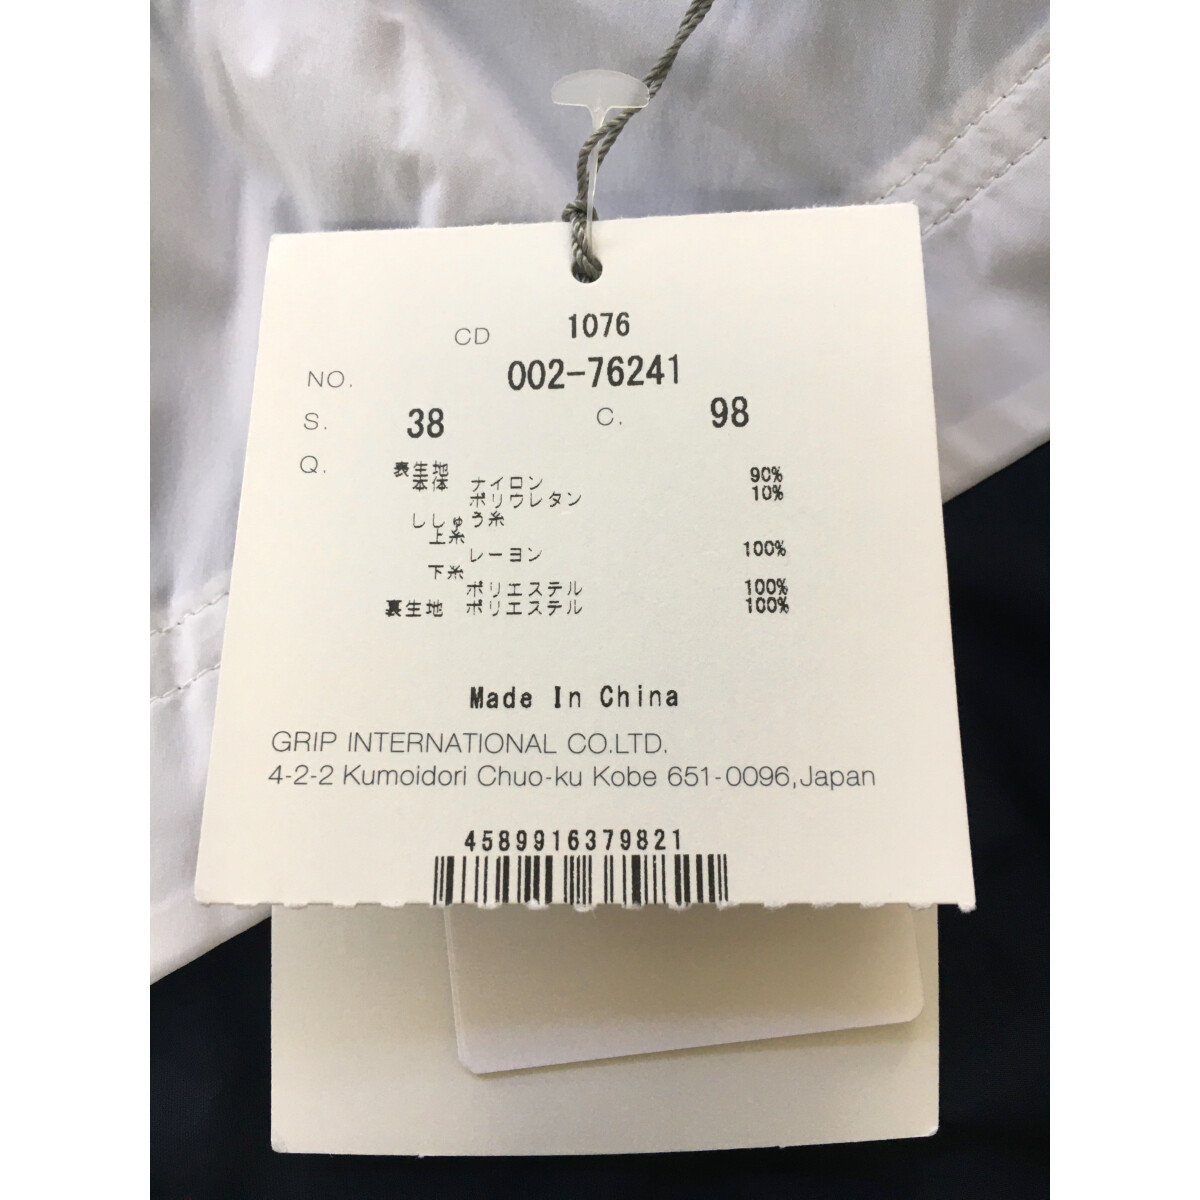 CD 1076
NO. 002-76241
S. 38 C. 98
Q. 表生地
本体 ナイロン 90%
ポリウレタン 10%
ししゅう糸
上糸
レーヨン 100%
下糸
ポリエステル 100%
裏生地 ポリエステル 100%
Made In China
GRIP INTERNATIONAL CO.LTD.
4-2-2 Kumoidori Chuo-ku Kobe 651-0096,Japan
4589916379821